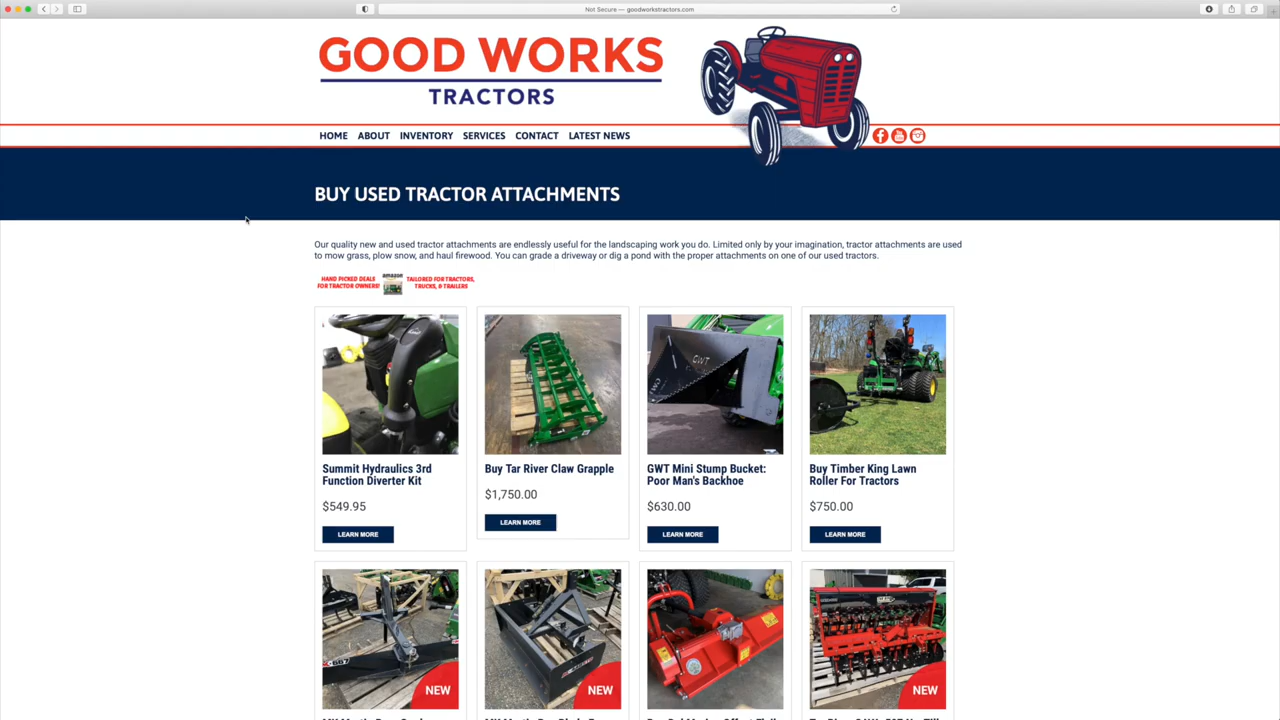 Not Secure — goodworkstractors.com
GOOD WORKS
TRACTORS
HOME ABOUT INVENTORY SERVICES CONTACT LATEST NEWS
BUY USED TRACTOR ATTACHMENTS
Our quality new and used tractor attachments are endlessly useful for the landscaping work you do. Limited only by your imagination, tractor attachments are used
to mow grass, plow snow, and haul firewood. You can grade a driveway or dig a pond with the proper attachments on one of our used tractors.
HAND PICKED DEALS
FOR TRACTOR OWNERS!
amazon
TAILORED FOR TRACTORS,
TRUCKS, & TRAILERS
GWT
Summit Hydraulics 3rd
Function Diverter Kit
$549.95
LEARN MORE
Buy Tar River Claw Grapple
$1,750.00
LEARN MORE
GWT Mini Stump Bucket:
Poor Man's Backhoe
$630.00
LEARN MORE
Buy Timber King Lawn
Roller For Tractors
$750.00
LEARN MORE
NEW
NEW
NEW